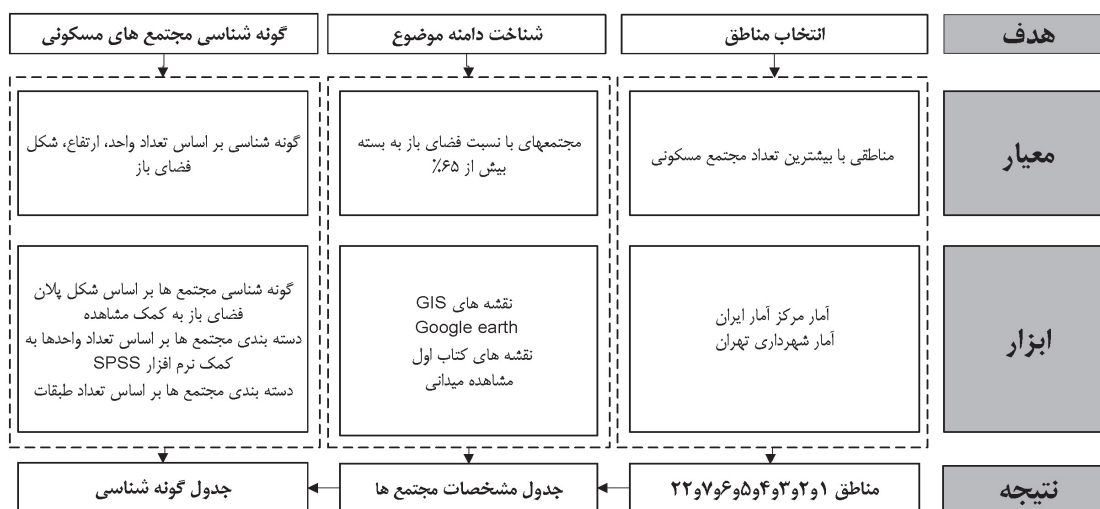 هدف
انتخاب مناطق
شناخت دامنه موضوع
گونه شناسی مجتمع های مسکونی
معیار
مناطقی با بیشترین تعداد مجتمع مسکونی
مجتمعهای با نسبت فضای باز به بسته
بیش از ۶۵٪
گونه شناسی بر اساس تعداد واحد، ارتفاع، شکل
فضای باز
ابزار
آمار مرکز آمار ایران
آمار شهرداری تهران
نقشه های GIS
Google earth
نقشه های کتاب اول
مشاهده میدانی
گونه شناسی مجتمع ها بر اساس شکل پلان
فضای باز به کمک مشاهده
دسته بندی مجتمع ها بر اساس تعداد واحدها به
کمک نرم افزار SPSS
دسته بندی مجتمع ها بر اساس تعداد طبقات
نتیجه
مناطق ۱و۲و۳و۴و۵و۶و۷و۲۲
جدول مشخصات مجتمع ها
جدول گونه شناسی